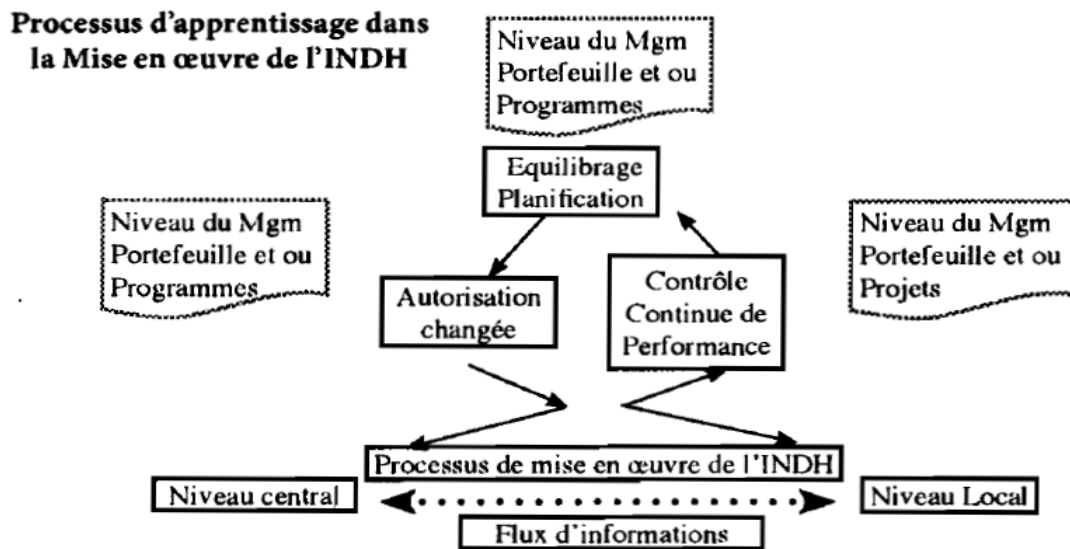 Processus d'apprentissage dans
la Mise en œuvre de l'INDH
Niveau du Mgm
Portefeuille et ou
Programmes
Equilibrage
Planification
Niveau du Mgm
Portefeuille et ou
Programmes
Niveau du Mgm
Portefeuille et ou
Projets
Autorisation
changée
Contrôle
Continue de
Performance
Processus de mise en œuvre de l'INDH
Niveau central
Niveau Local
Flux d'informations